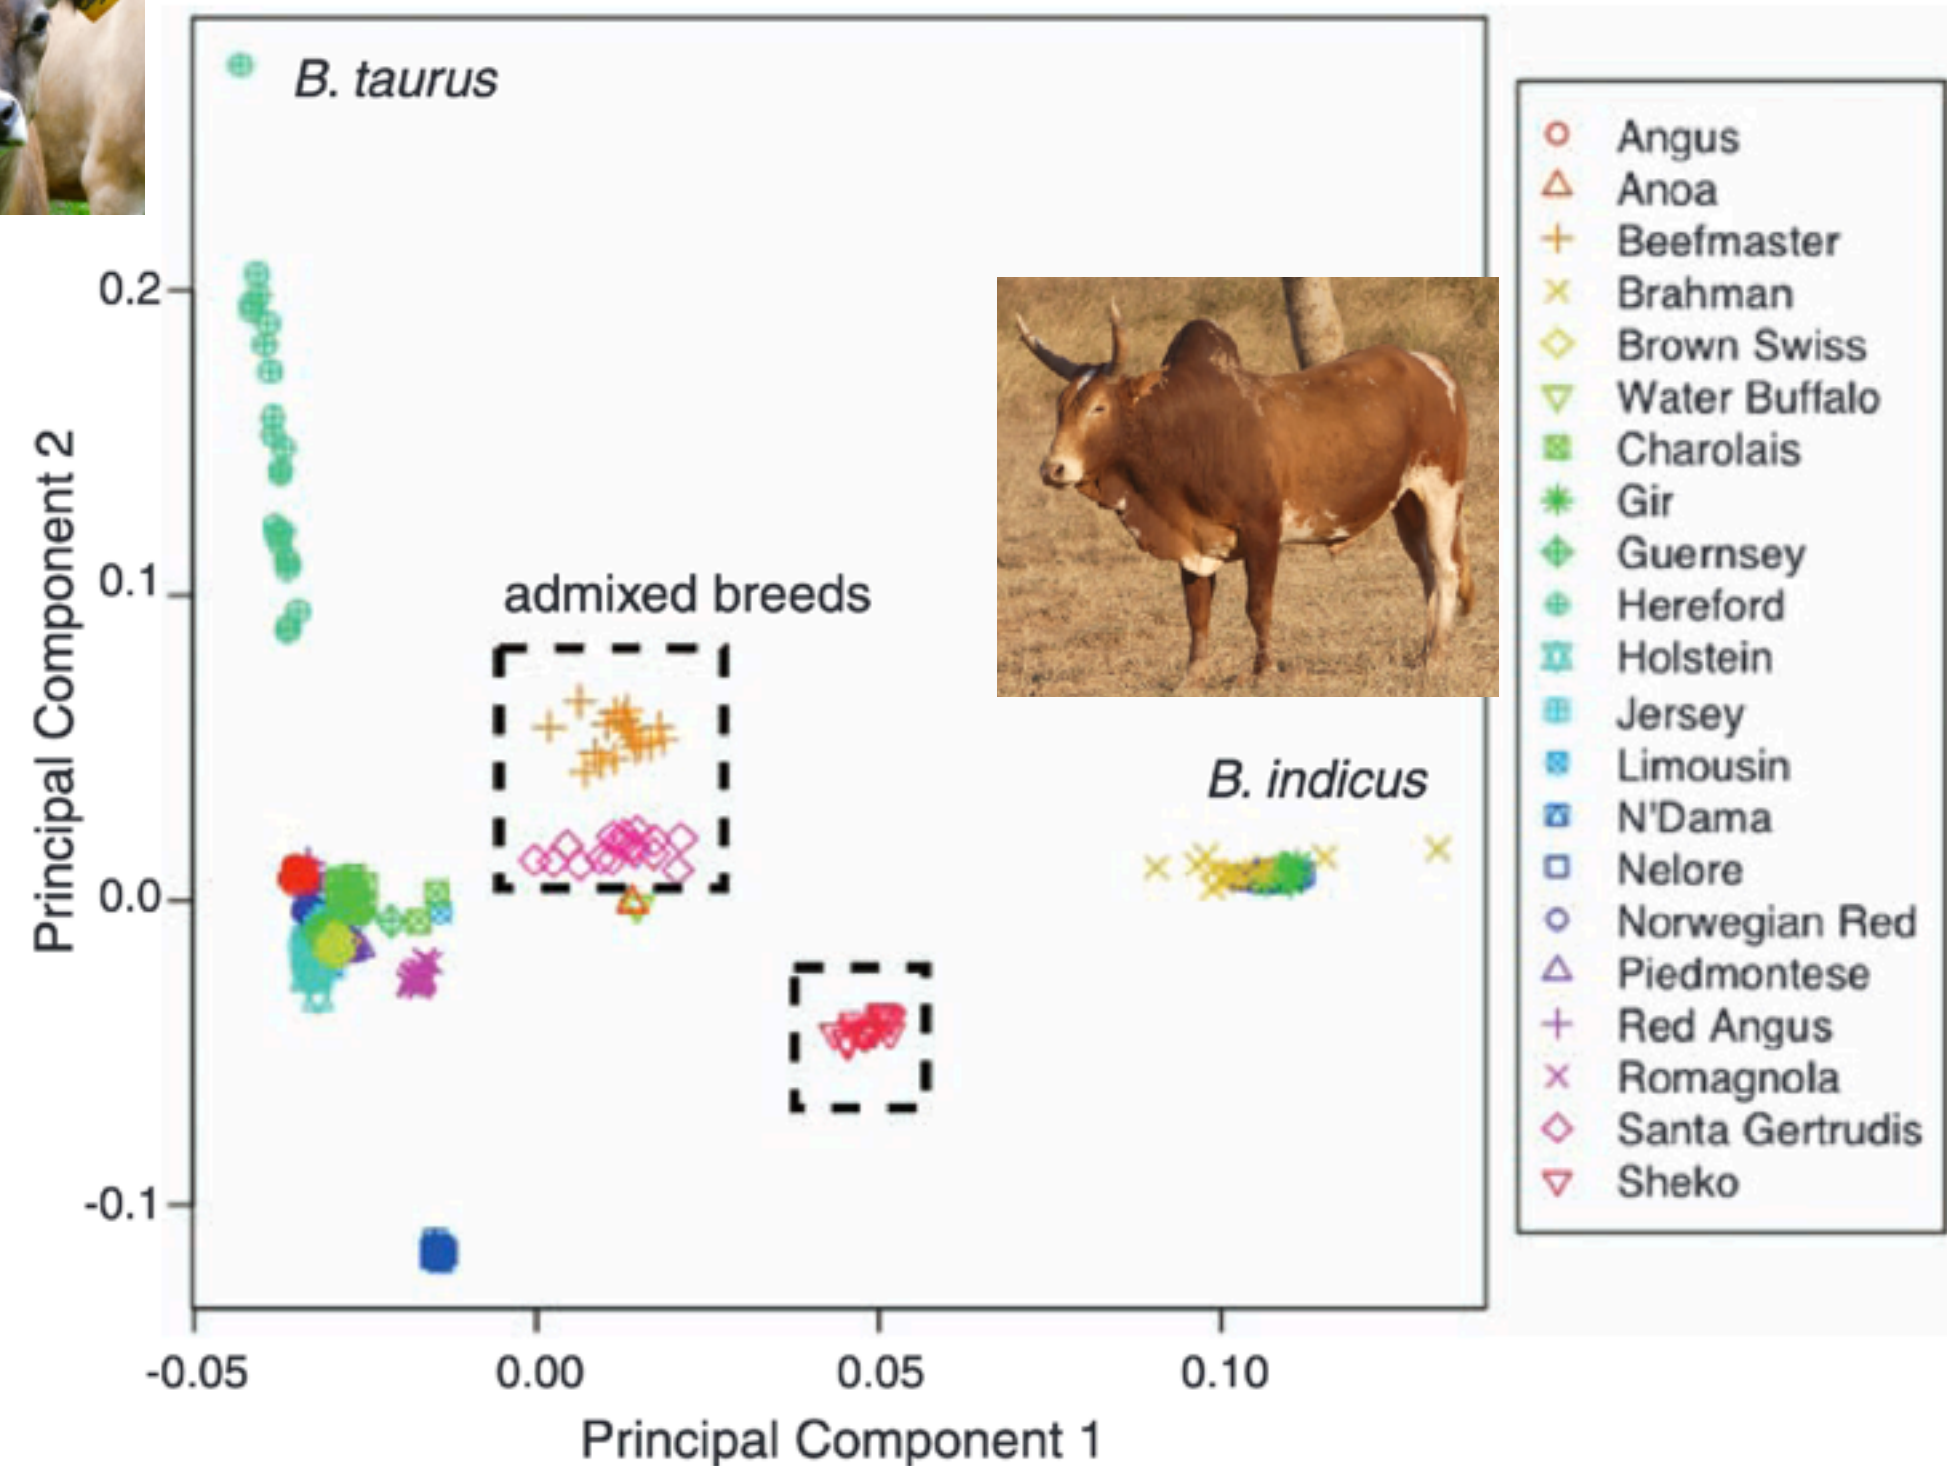 B. taurus
0.2
0.1
0.0
-0.1
Principal Component 2
admixed breeds
B. indicus
-0.05
0.00
0.05
0.10
Principal Component 1
Angus
Anoa
Beefmaster
Brahman
Brown Swiss
Water Buffalo
Charolais
Gir
Guernsey
Hereford
Holstein
Jersey
Limousin
N'Dama
Nelore
Norwegian Red
Piedmontese
Red Angus
Romagnola
Santa Gertrudis
Sheko